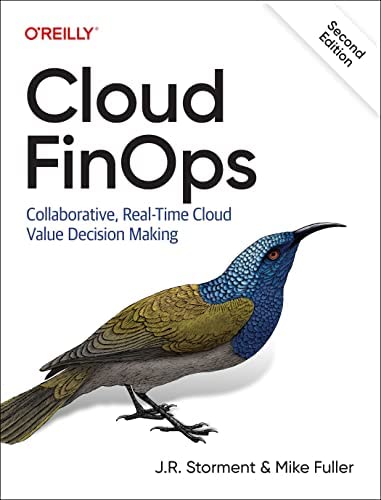 O'REILLY®
Second
Edition
Cloud
FinOps
Collaborative, Real-Time Cloud
Value Decision Making
J.R. Storment & Mike Fuller